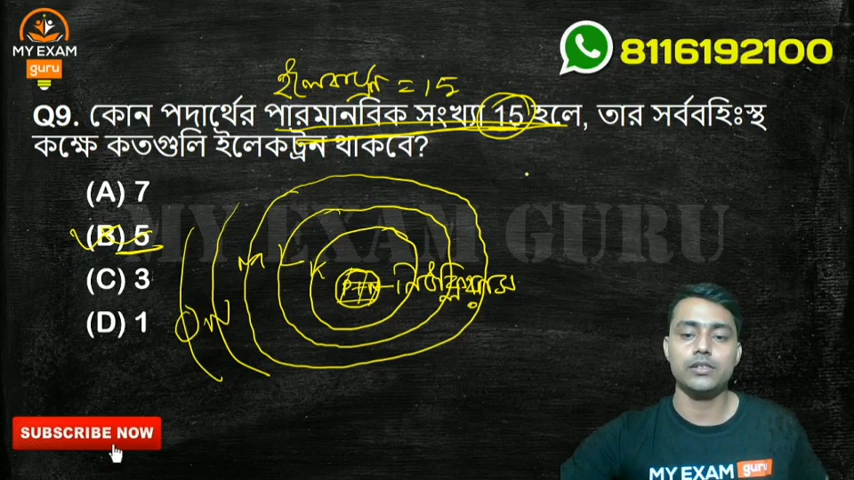 MY EXAM
guru
8116192100
ইলেকট্রন = 15
Q9. কোন পদার্থের পারমানবিক সংখ্যা 15 হলে, তার সর্ববহিঃস্থ
কক্ষে কতগুলি ইলেকট্রন থাকবে?
(A) 7
(B) 5
(C) 3
(D) 1
MY EXAM GURU
O N M L K P+N নিউক্লিয়াস
SUBSCRIBE NOW
MY EXAM guru